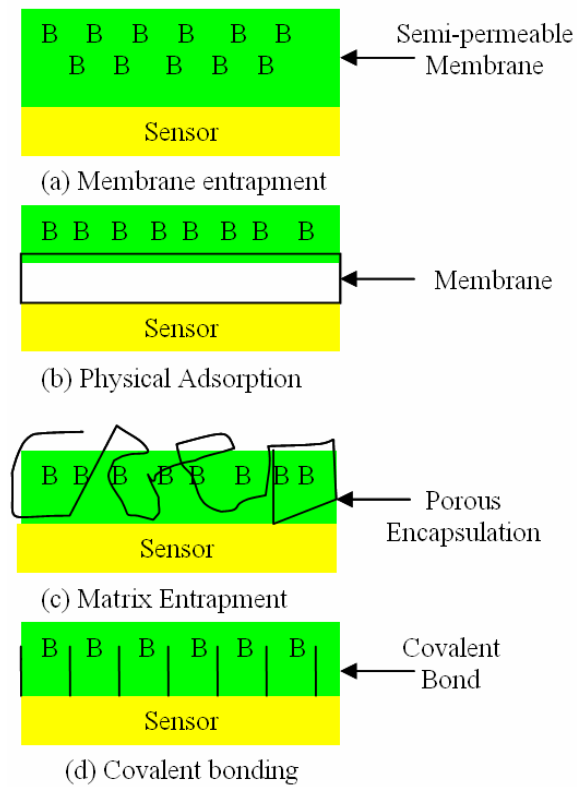 B B B B B B
B B B B B
Semi-permeable
Membrane
Sensor
(a) Membrane entrapment
B B B B B B B B
Membrane
Sensor
(b) Physical Adsorption
B B B B B B B B
Porous
Encapsulation
Sensor
(c) Matrix Entrapment
B B B B B B
Covalent
Bond
Sensor
(d) Covalent bonding